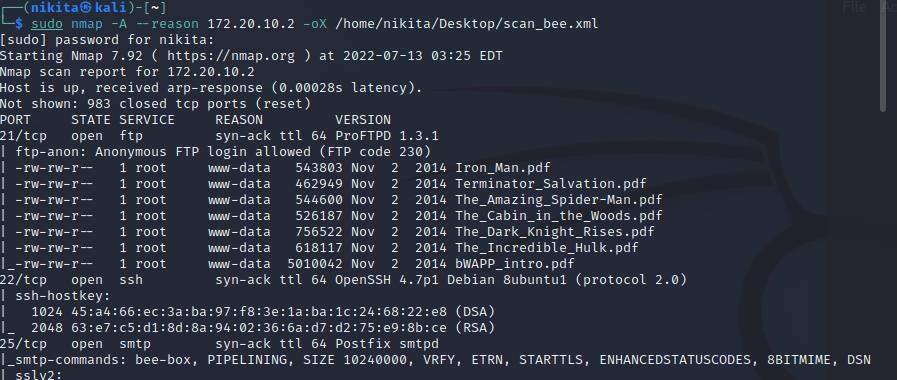 File
┌──(nikita㉿kali)-[~]
└─$ sudo nmap -A --reason 172.20.10.2 -oX /home/nikita/Desktop/scan_bee.xml
[sudo] password for nikita:
Starting Nmap 7.92 ( https://nmap.org ) at 2022-07-13 03:25 EDT
Nmap scan report for 172.20.10.2
Host is up, received arp-response (0.00028s latency).
Not shown: 983 closed tcp ports (reset)
PORT     STATE SERVICE     REASON         VERSION
21/tcp   open  ftp         syn-ack ttl 64 ProFTPD 1.3.1
| ftp-anon: Anonymous FTP login allowed (FTP code 230)
| -rw-rw-r--   1 root     www-data   543803 Nov  2  2014 Iron_Man.pdf
| -rw-rw-r--   1 root     www-data   462949 Nov  2  2014 Terminator_Salvation.pdf
| -rw-rw-r--   1 root     www-data   544600 Nov  2  2014 The_Amazing_Spider-Man.pdf
| -rw-rw-r--   1 root     www-data   526187 Nov  2  2014 The_Cabin_in_the_Woods.pdf
| -rw-rw-r--   1 root     www-data   756522 Nov  2  2014 The_Dark_Knight_Rises.pdf
| -rw-rw-r--   1 root     www-data   618117 Nov  2  2014 The_Incredible_Hulk.pdf
|_-rw-rw-r--   1 root     www-data  5010042 Nov  2  2014 bWAPP_intro.pdf
22/tcp   open  ssh         syn-ack ttl 64 OpenSSH 4.7p1 Debian 8ubuntu1 (protocol 2.0)
| ssh-hostkey:
|   1024 45:a4:66:ec:3a:ba:97:f8:3e:1a:ba:1c:24:68:22:e8 (DSA)
|_  2048 63:e7:c5:d1:8d:8a:94:02:36:6a:d7:d2:75:e9:8b:ce (RSA)
25/tcp   open  smtp        syn-ack ttl 64 Postfix smtpd
|_smtp-commands: bee-box, PIPELINING, SIZE 10240000, VRFY, ETRN, STARTTLS, ENHANCEDSTATUSCODES, 8BITMIME, DSN
| sslv2: